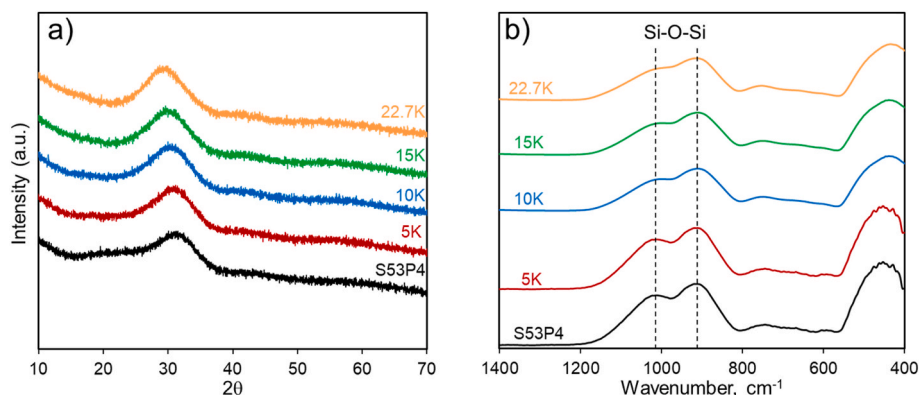 a)
22.7K
15K
10K
5K
S53P4
Intensity (a.u.)
10 20 30 40 50 60 70
2θ
b)
Si-O-Si
22.7K
15K
10K
5K
S53P4
1400 1200 1000 800 600 400
Wavenumber, cm⁻¹